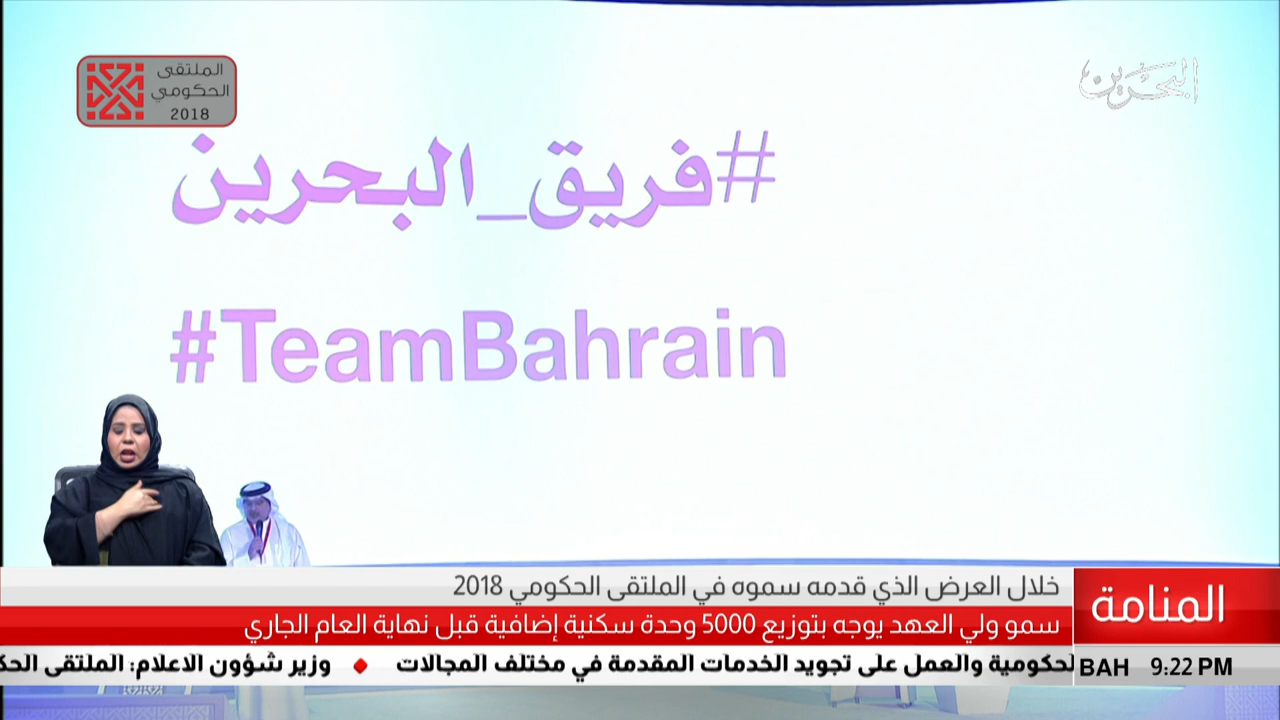 الملتقى
الحكومي
2018
البحرين
#فريق_البحرين
#TeamBahrain
خلال العرض الذي قدمه سموه في الملتقى الحكومي 2018
المنامة
سمو ولي العهد يوجه بتوزيع 5000 وحدة سكنية إضافية قبل نهاية العام الجاري
لحكومية والعمل على تجويد الخدمات المقدمة في مختلف المجالات ♦ وزير شؤون الاعلام: الملتقى الحك
BAH 9:22 PM